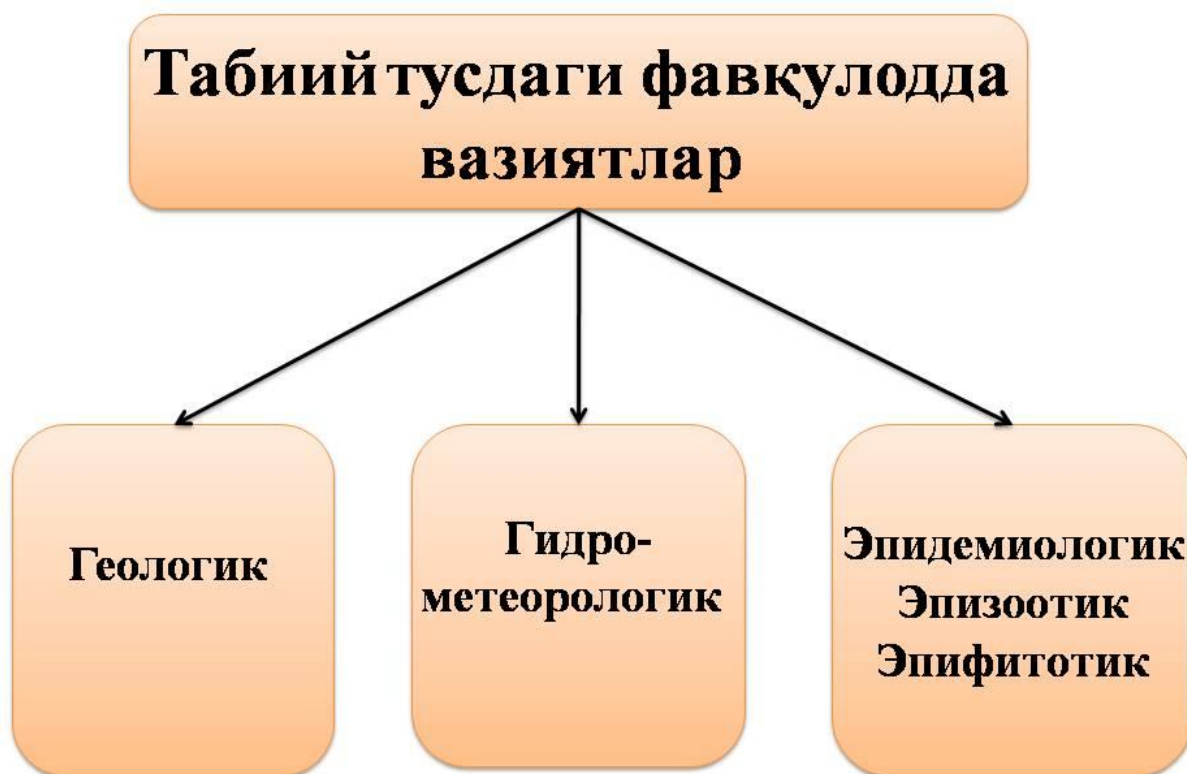 Табиий тусдаги фавқулодда
вазиятлар
Геологик
Гидро-
метеорологик
Эпидемиологик
Эпизоотик
Эпифитотик